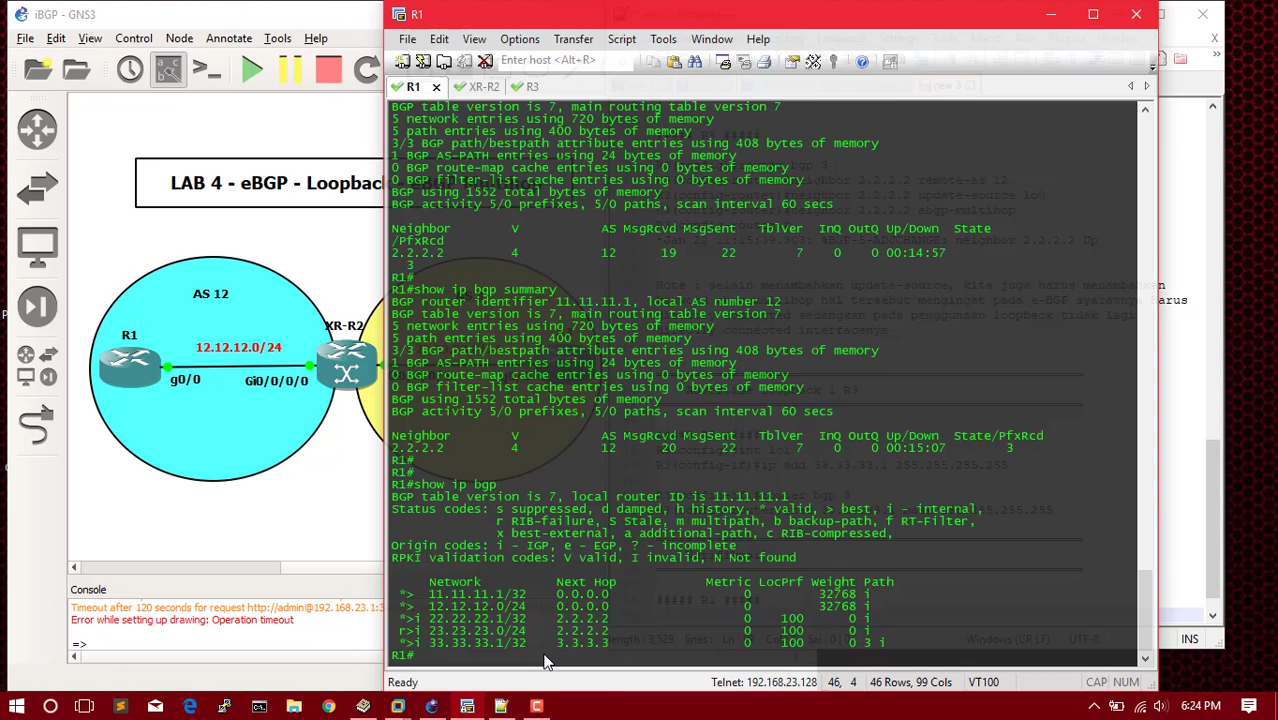 iBGP - GNS3
File Edit View Control Node Annotate Tools Help
LAB 4 - eBGP - Loopback
AS 12
R1
XR-R2
12.12.12.0/24
g0/0
Gi0/0/0/0
Console
Timeout after 120 seconds for request http://admin@192.168.23.1:3
Error while setting up drawing: Operation timeout
=>
R1
File Edit View Options Transfer Script Tools Window Help
Enter host <Alt+R>
R1 XR-R2 R3
BGP table version is 7, main routing table version 7
5 network entries using 720 bytes of memory
5 path entries using 400 bytes of memory
3/3 BGP path/bestpath attribute entries using 408 bytes of memory
1 BGP AS-PATH entries using 24 bytes of memory
0 BGP route-map cache entries using 0 bytes of memory
0 BGP filter-list cache entries using 0 bytes of memory
BGP using 1552 total bytes of memory
BGP activity 5/0 prefixes, 5/0 paths, scan interval 60 secs
Neighbor V AS MsgRcvd MsgSent TblVer InQ OutQ Up/Down State
/PfxRcd
2.2.2.2 4 12 19 22 7 0 0 00:14:57
3
R1#
R1#show ip bgp summary
BGP router identifier 11.11.11.1, local AS number 12
BGP table version is 7, main routing table version 7
5 network entries using 720 bytes of memory
5 path entries using 400 bytes of memory
3/3 BGP path/bestpath attribute entries using 408 bytes of memory
1 BGP AS-PATH entries using 24 bytes of memory
0 BGP route-map cache entries using 0 bytes of memory
0 BGP filter-list cache entries using 0 bytes of memory
BGP using 1552 total bytes of memory
BGP activity 5/0 prefixes, 5/0 paths, scan interval 60 secs
Neighbor V AS MsgRcvd MsgSent TblVer InQ OutQ Up/Down State/PfxRcd
2.2.2.2 4 12 20 22 7 0 0 00:15:07 3
R1#
R1#
R1#show ip bgp
BGP table version is 7, local router ID is 11.11.11.1
Status codes: s suppressed, d damped, h history, * valid, > best, i - internal,
r RIB-failure, S Stale, m multipath, b backup-path, f RT-Filter,
x best-external, a additional-path, c RIB-compressed,
Origin codes: i - IGP, e - EGP, ? - incomplete
RPKI validation codes: V valid, I invalid, N Not found
Network Next Hop Metric LocPrf Weight Path
*> 11.11.11.1/32 0.0.0.0 0 32768 i
*> 12.12.12.0/24 0.0.0.0 0 32768 i
*>i 22.22.22.1/32 2.2.2.2 0 100 0 i
r>i 23.23.23.0/24 2.2.2.2 0 100 0 i
*>i 33.33.33.1/32 3.3.3.3 0 100 0 3 i
R1#
Ready Telnet: 192.168.23.128 46, 4 46 Rows, 99 Cols VT100 CAP NUM
INS
6:24 PM